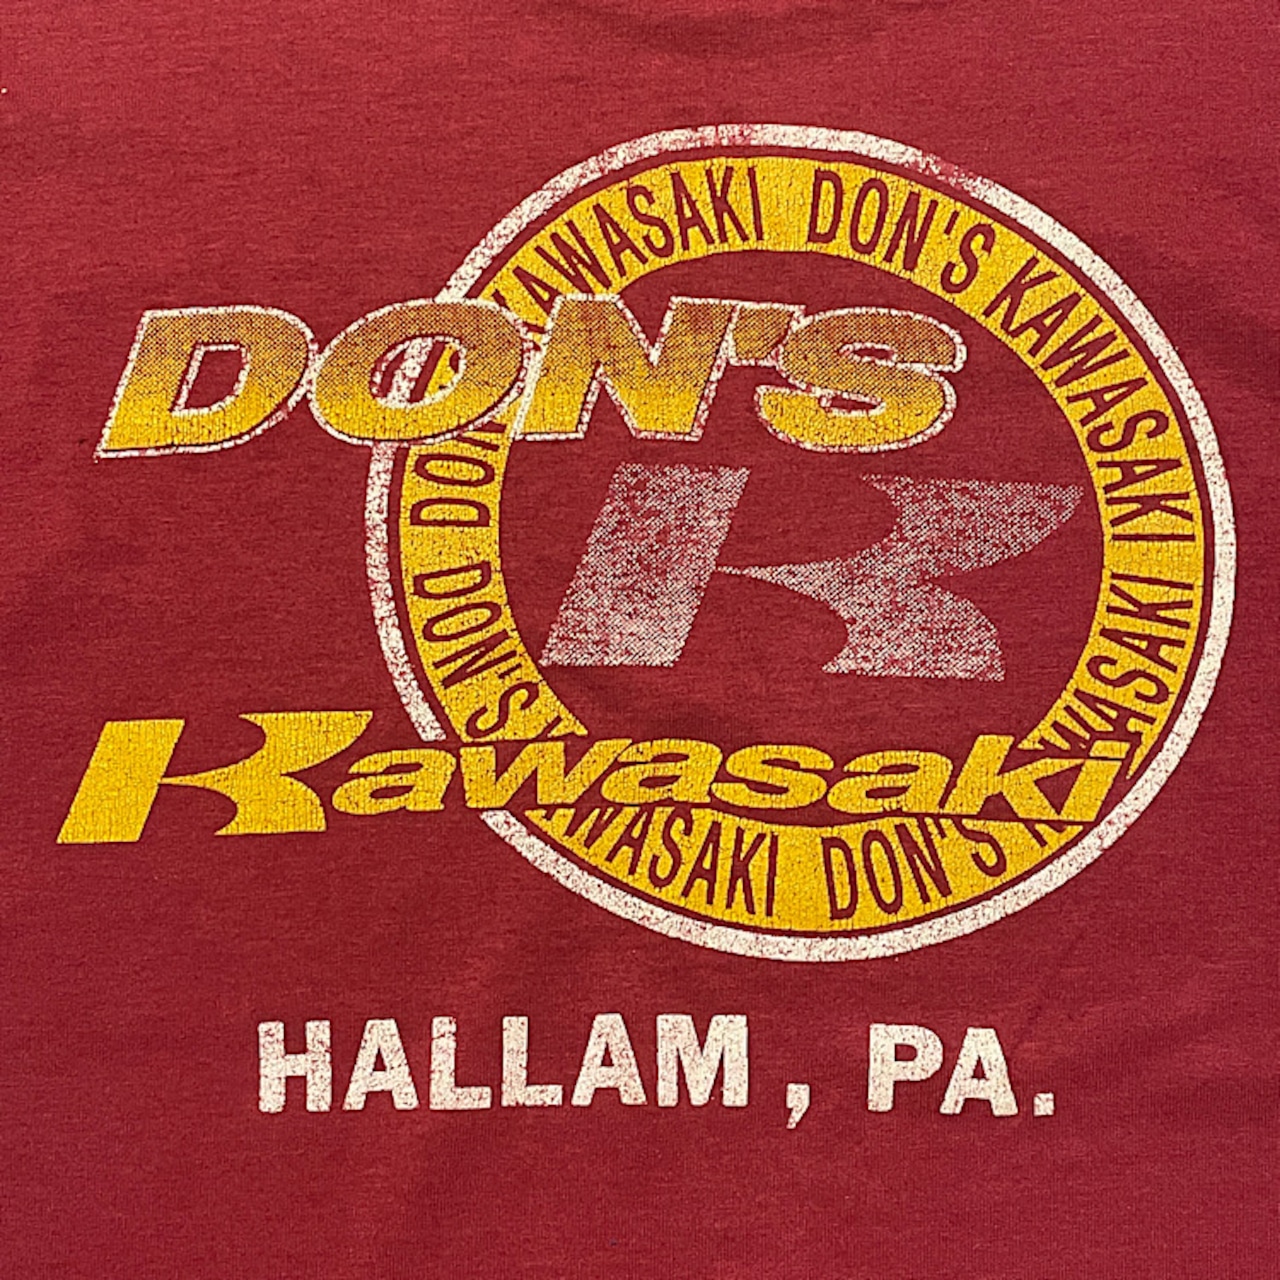 KAWASAKI DON'S KAWASAKI
DON'S
DON
D DON'S K
KAWASAKI
K
Kawasaki
KAWASAKI DON'S K
HALLAM, PA.